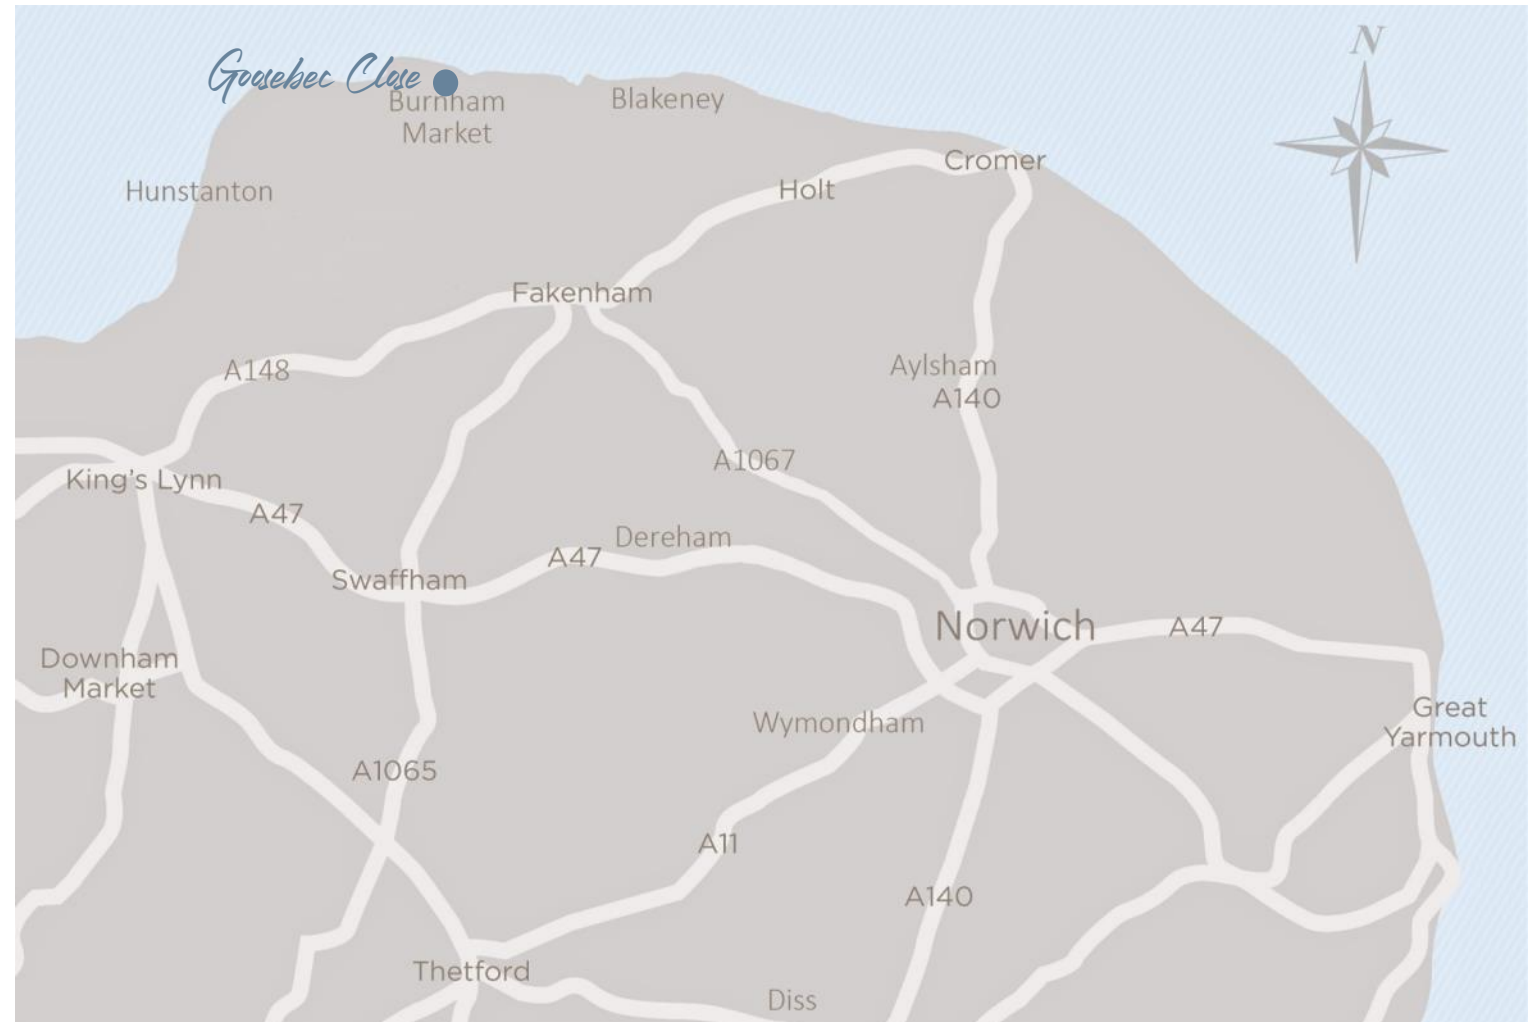 N
Goosebec Close
Burnham
Market
Blakeney
Cromer
Holt
Hunstanton
Fakenham
A148
Aylsham
A140
A1067
King's Lynn
A47
Dereham
A47
Swaffham
Norwich
A47
Downham
Market
Great
Yarmouth
Wymondham
A1065
A11
A140
Thetford
Diss